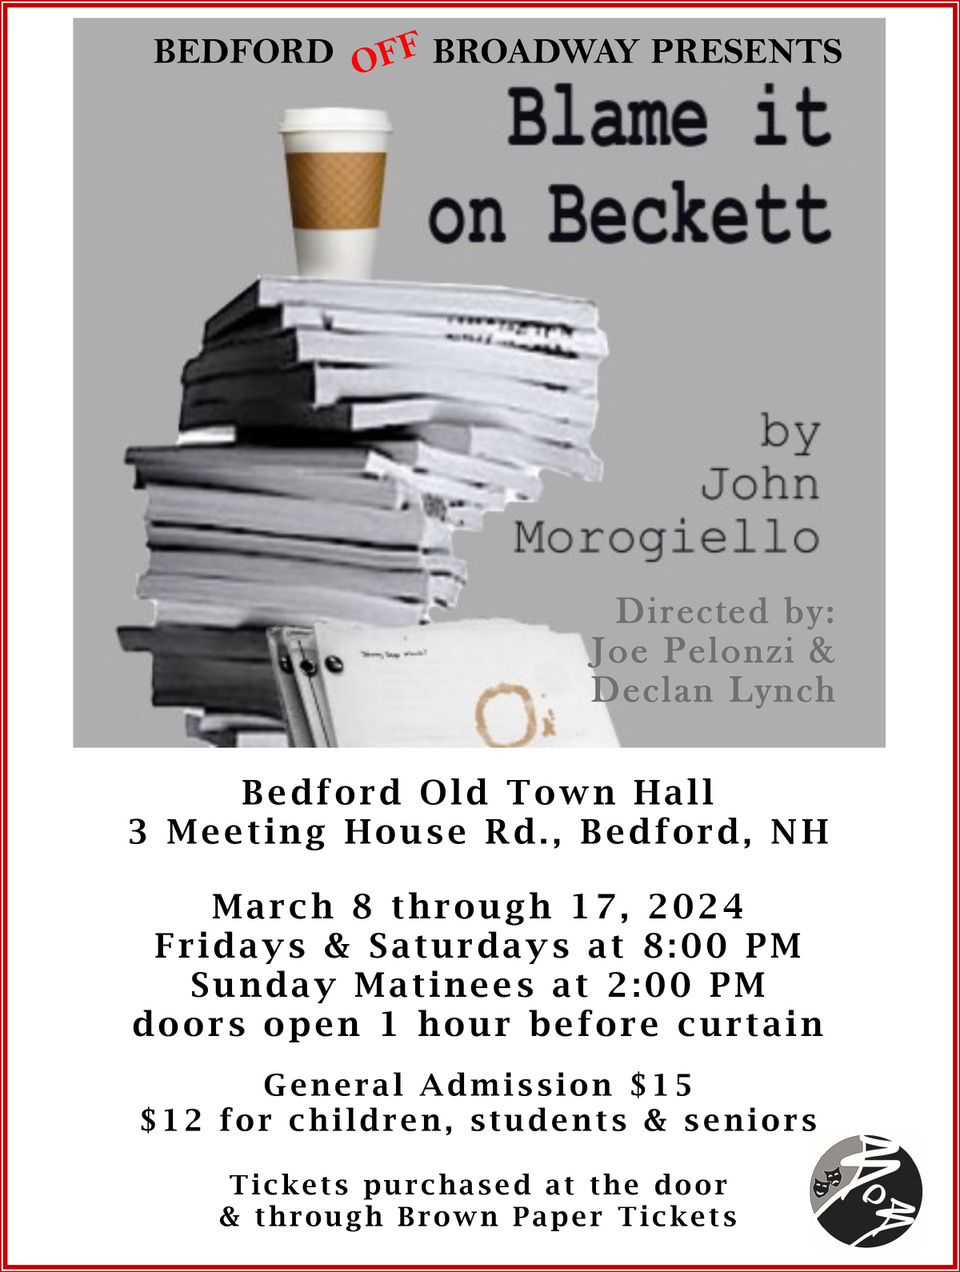 BEDFORD OFF BROADWAY PRESENTS
Blame it
on Beckett
by
John
Morogiello
Directed by:
Joe Pelonzi &
Declan Lynch
Bedford Old Town Hall
3 Meeting House Rd., Bedford, NH
March 8 through 17, 2024
Fridays & Saturdays at 8:00 PM
Sunday Matinees at 2:00 PM
doors open 1 hour before curtain
General Admission $15
$12 for children, students & seniors
Tickets purchased at the door
& through Brown Paper Tickets